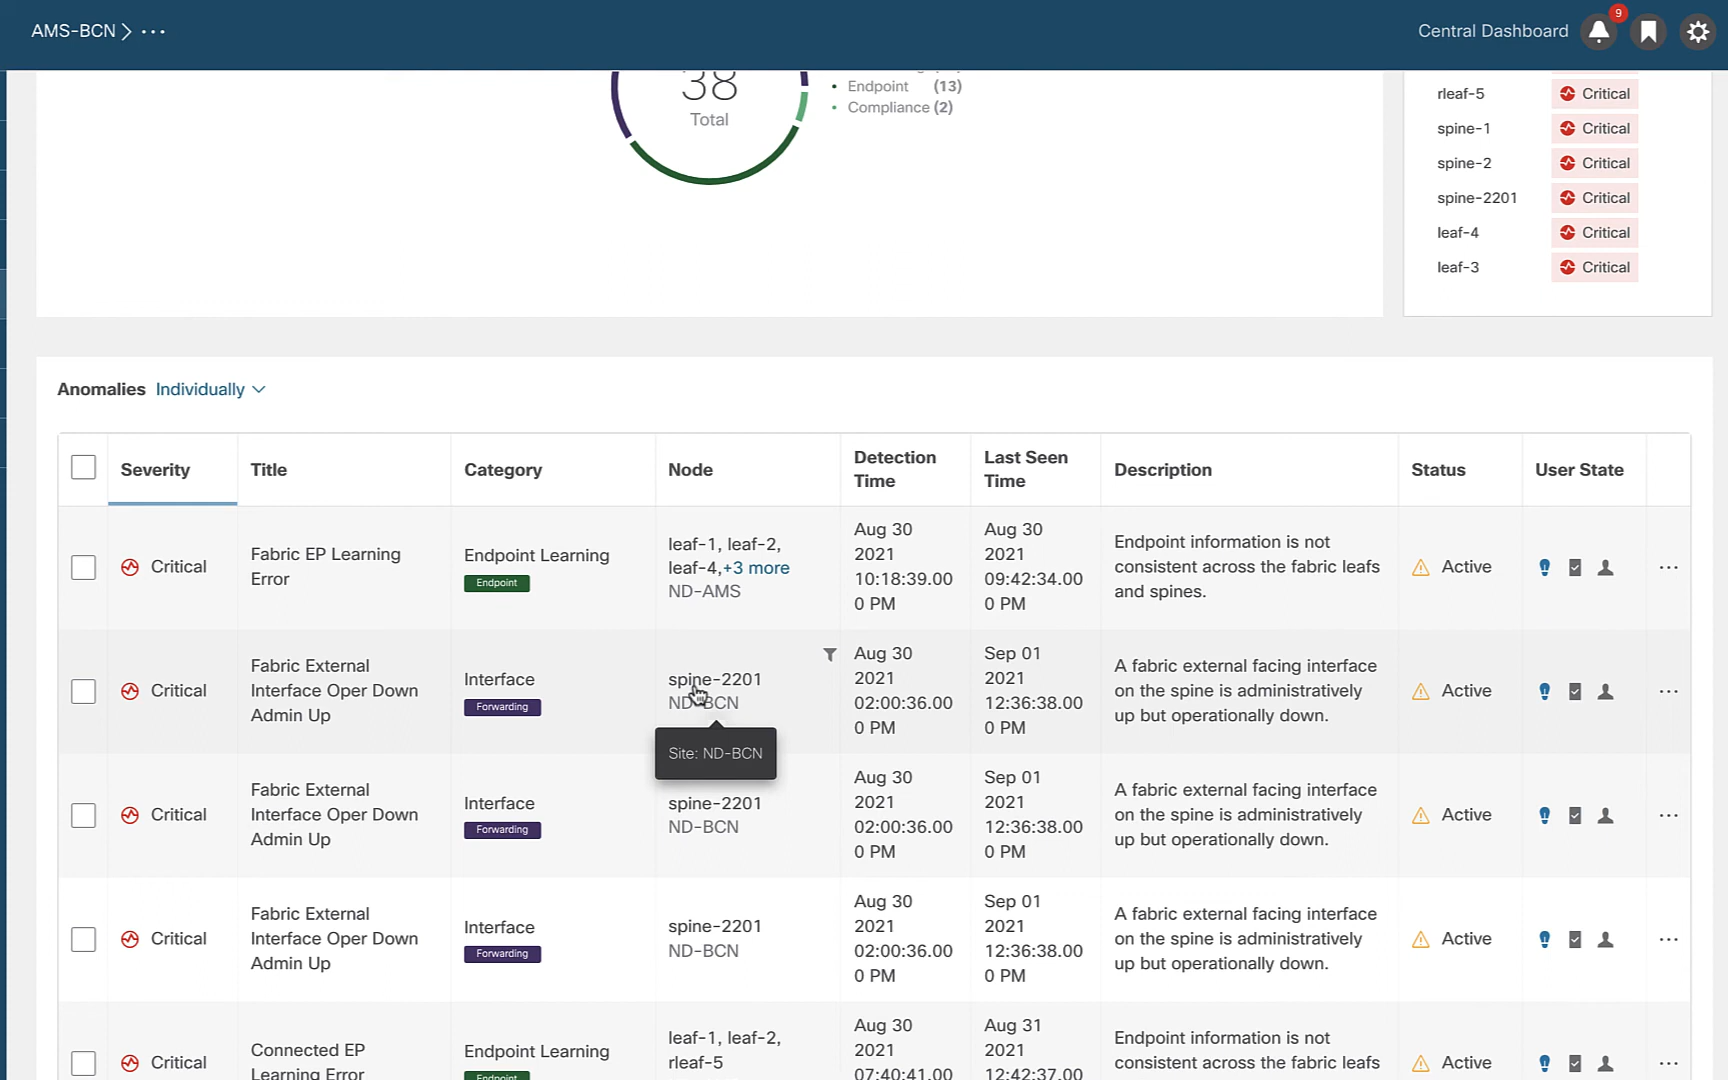 AMS-BCN > ...
Central Dashboard
9
38
Total
Endpoint (13)
Compliance (2)
rleaf-5 Critical
spine-1 Critical
spine-2 Critical
spine-2201 Critical
leaf-4 Critical
leaf-3 Critical
Anomalies Individually
Severity
Title
Category
Node
Detection
Time
Last Seen
Time
Description
Status
User State
Critical
Fabric EP Learning
Error
Endpoint Learning
Endpoint
leaf-1, leaf-2,
leaf-4,+3 more
ND-AMS
Aug 30
2021
10:18:39.00
0 PM
Aug 30
2021
09:42:34.00
0 PM
Endpoint information is not
consistent across the fabric leafs
and spines.
Active
...
Critical
Fabric External
Interface Oper Down
Admin Up
Interface
Forwarding
spine-2201
ND-BCN
Site: ND-BCN
Aug 30
2021
02:00:36.00
0 PM
Sep 01
2021
12:36:38.00
0 PM
A fabric external facing interface
on the spine is administratively
up but operationally down.
Active
...
Critical
Fabric External
Interface Oper Down
Admin Up
Interface
Forwarding
spine-2201
ND-BCN
Aug 30
2021
02:00:36.00
0 PM
Sep 01
2021
12:36:38.00
0 PM
A fabric external facing interface
on the spine is administratively
up but operationally down.
Active
...
Critical
Fabric External
Interface Oper Down
Admin Up
Interface
Forwarding
spine-2201
ND-BCN
Aug 30
2021
02:00:36.00
0 PM
Sep 01
2021
12:36:38.00
0 PM
A fabric external facing interface
on the spine is administratively
up but operationally down.
Active
...
Critical
Connected EP
Learning Error
Endpoint Learning
Endpoint
leaf-1, leaf-2,
rleaf-5
Aug 30
2021
07:40:41.00
Aug 31
2021
12:42:37.00
Endpoint information is not
consistent across the fabric leafs
Active
...